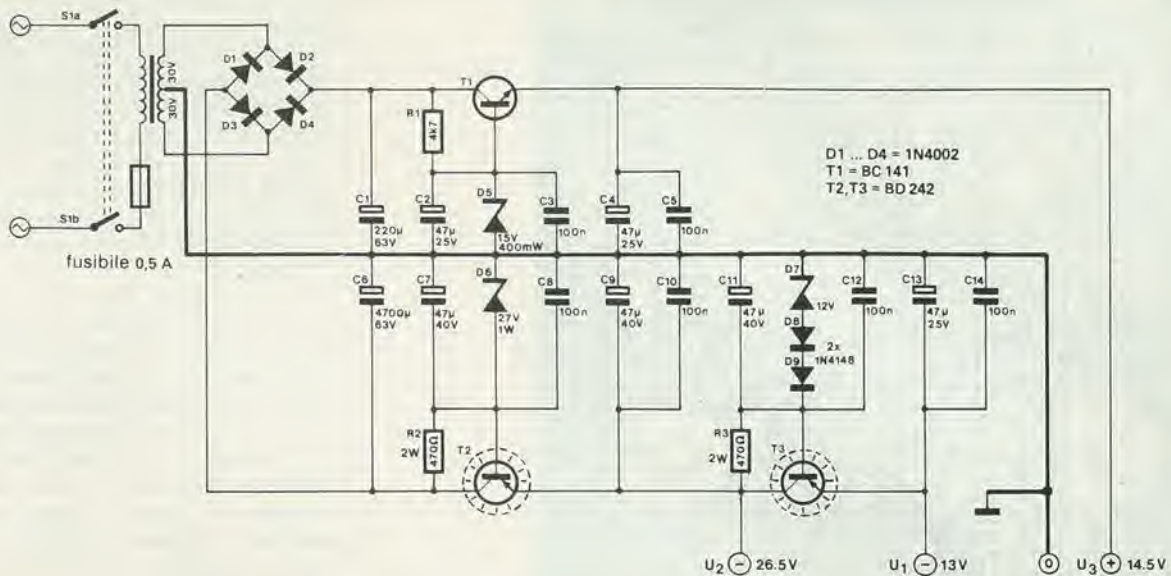 S1a
30V
30V
S1b
fusibile 0,5 A
D1
D2
D3
D4
T1
R1
4k7
D1 ... D4 = 1N4002
T1 = BC 141
T2,T3 = BD 242
C1
220µ
63V
C2
47µ
25V
D5
15V
400mW
C3
100n
C4
47µ
25V
C5
100n
C6
4700µ
63V
C7
47µ
40V
D6
27V
1W
C8
100n
C9
47µ
40V
C10
100n
C11
47µ
40V
D7
12V
D8
2x
1N4148
D9
C12
100n
C13
47µ
25V
C14
100n
R2
2W
470Ω
T2
R3
2W
470Ω
T3
U2 − 26.5V
U1 − 13V
0
U3 + 14.5V